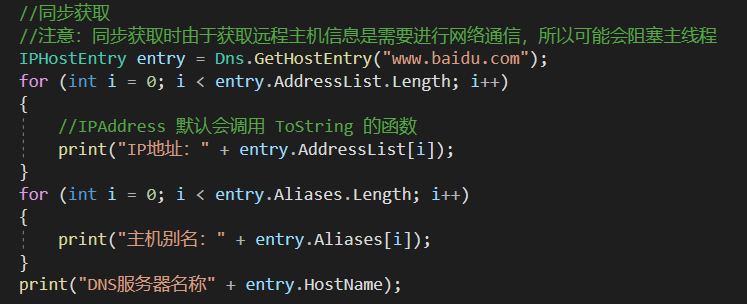 //同步获取
//注意：同步获取时由于获取远程主机信息是需要进行网络通信，所以可能会阻塞主线程
IPHostEntry entry = Dns.GetHostEntry("www.baidu.com");
for (int i = 0; i < entry.AddressList.Length; i++)
{
    //IPAddress 默认会调用 ToString 的函数
    print("IP地址：" + entry.AddressList[i]);
}
for (int i = 0; i < entry.Aliases.Length; i++)
{
    print("主机别名：" + entry.Aliases[i]);
}
print("DNS服务器名称" + entry.HostName);